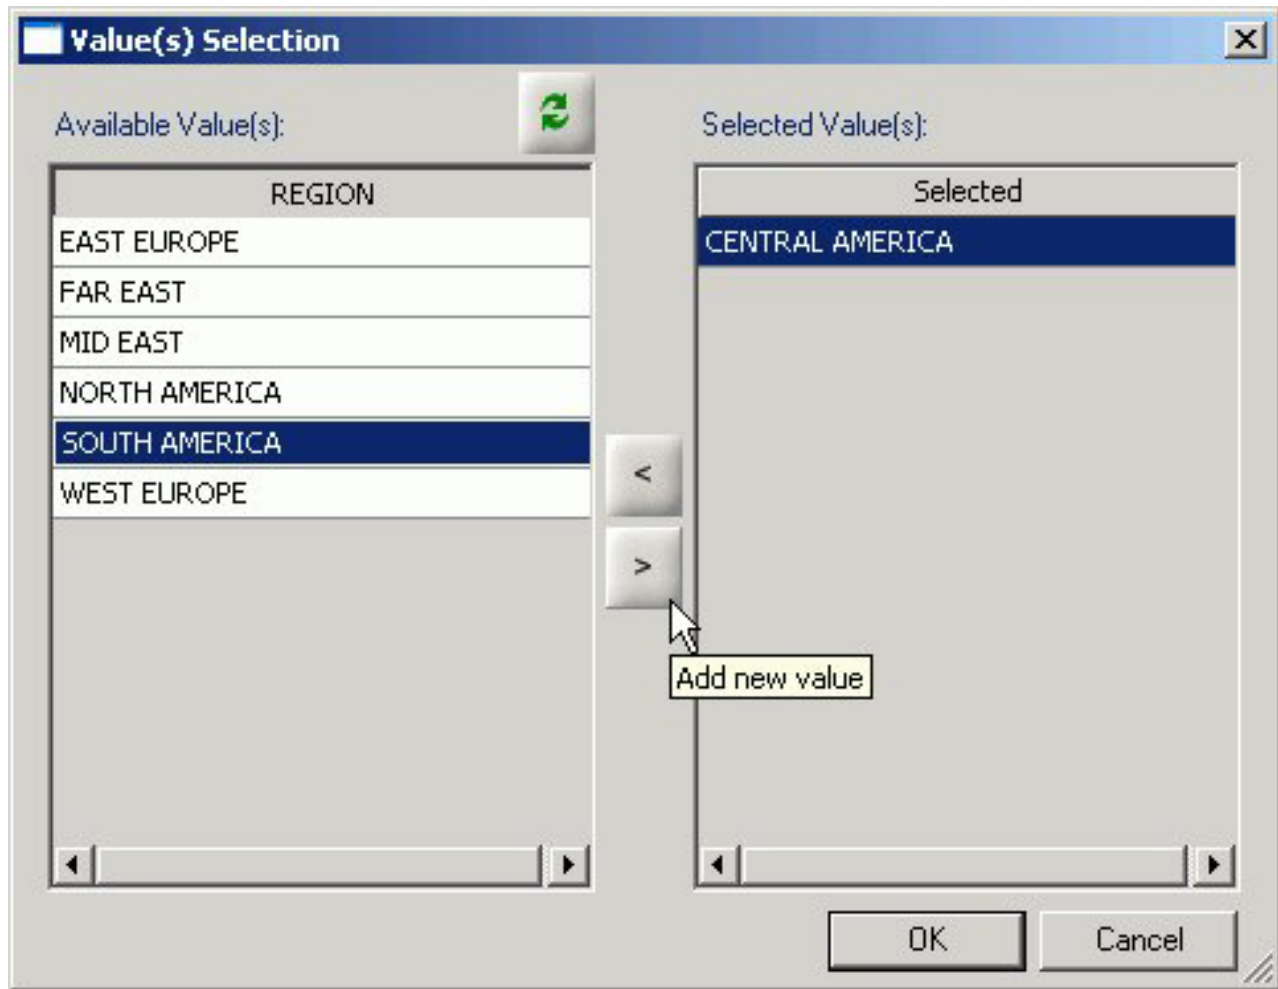 Value(s) Selection
Available Value(s):
Selected Value(s):
REGION
EAST EUROPE
FAR EAST
MID EAST
NORTH AMERICA
SOUTH AMERICA
WEST EUROPE
<
>
Add new value
Selected
CENTRAL AMERICA
OK
Cancel